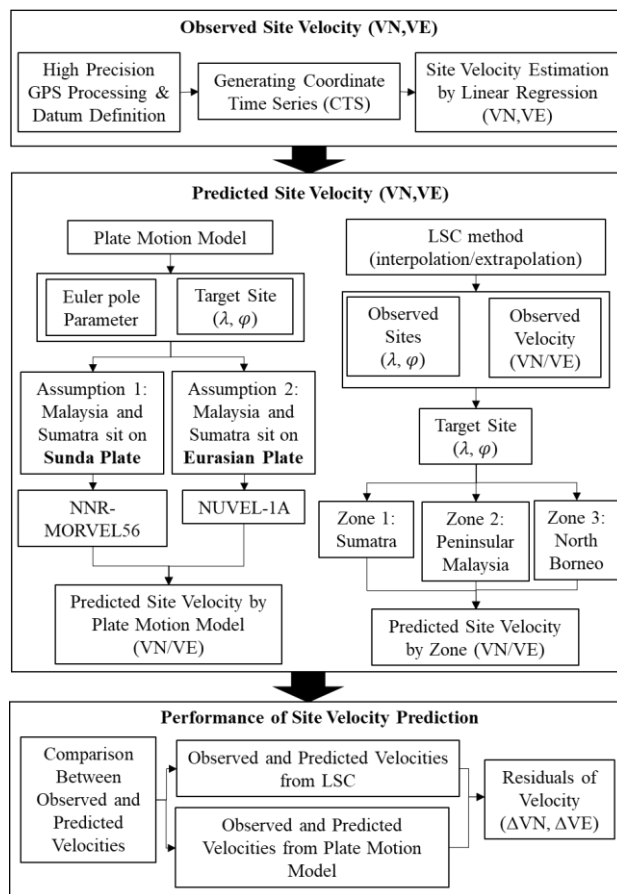 Observed Site Velocity (VN,VE)
High Precision
GPS Processing &
Datum Definition
Generating Coordinate
Time Series (CTS)
Site Velocity Estimation
by Linear Regression
(VN,VE)
Predicted Site Velocity (VN,VE)
Plate Motion Model
Euler pole
Parameter
Target Site
(λ, φ)
Assumption 1:
Malaysia and
Sumatra sit on
Sunda Plate
Assumption 2:
Malaysia and
Sumatra sit on
Eurasian Plate
NNR-
MORVEL56
NUVEL-1A
Predicted Site Velocity by
Plate Motion Model
(VN/VE)
LSC method
(interpolation/extrapolation)
Observed
Sites
(λ, φ)
Observed
Velocity
(VN/VE)
Target Site
(λ, φ)
Zone 1:
Sumatra
Zone 2:
Peninsular
Malaysia
Zone 3:
North
Borneo
Predicted Site Velocity
by Zone (VN/VE)
Performance of Site Velocity Prediction
Comparison
Between
Observed and
Predicted
Velocities
Observed and Predicted Velocities
from LSC
Observed and Predicted
Velocities from Plate Motion
Model
Residuals of
Velocity
(ΔVN, ΔVE)